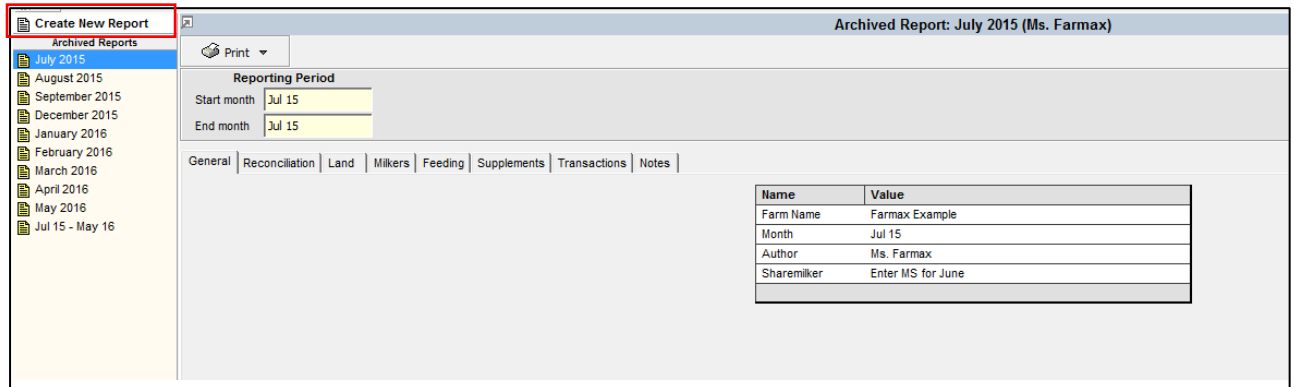 Create New Report
Archived Reports
July 2015
August 2015
September 2015
December 2015
January 2016
February 2016
March 2016
April 2016
May 2016
Jul 15 - May 16
Archived Report: July 2015 (Ms. Farmax)
Print
Reporting Period
Start month Jul 15
End month Jul 15
General Reconciliation Land Milkers Feeding Supplements Transactions Notes
Name Value
Farm Name Farmax Example
Month Jul 15
Author Ms. Farmax
Sharemilker Enter MS for June